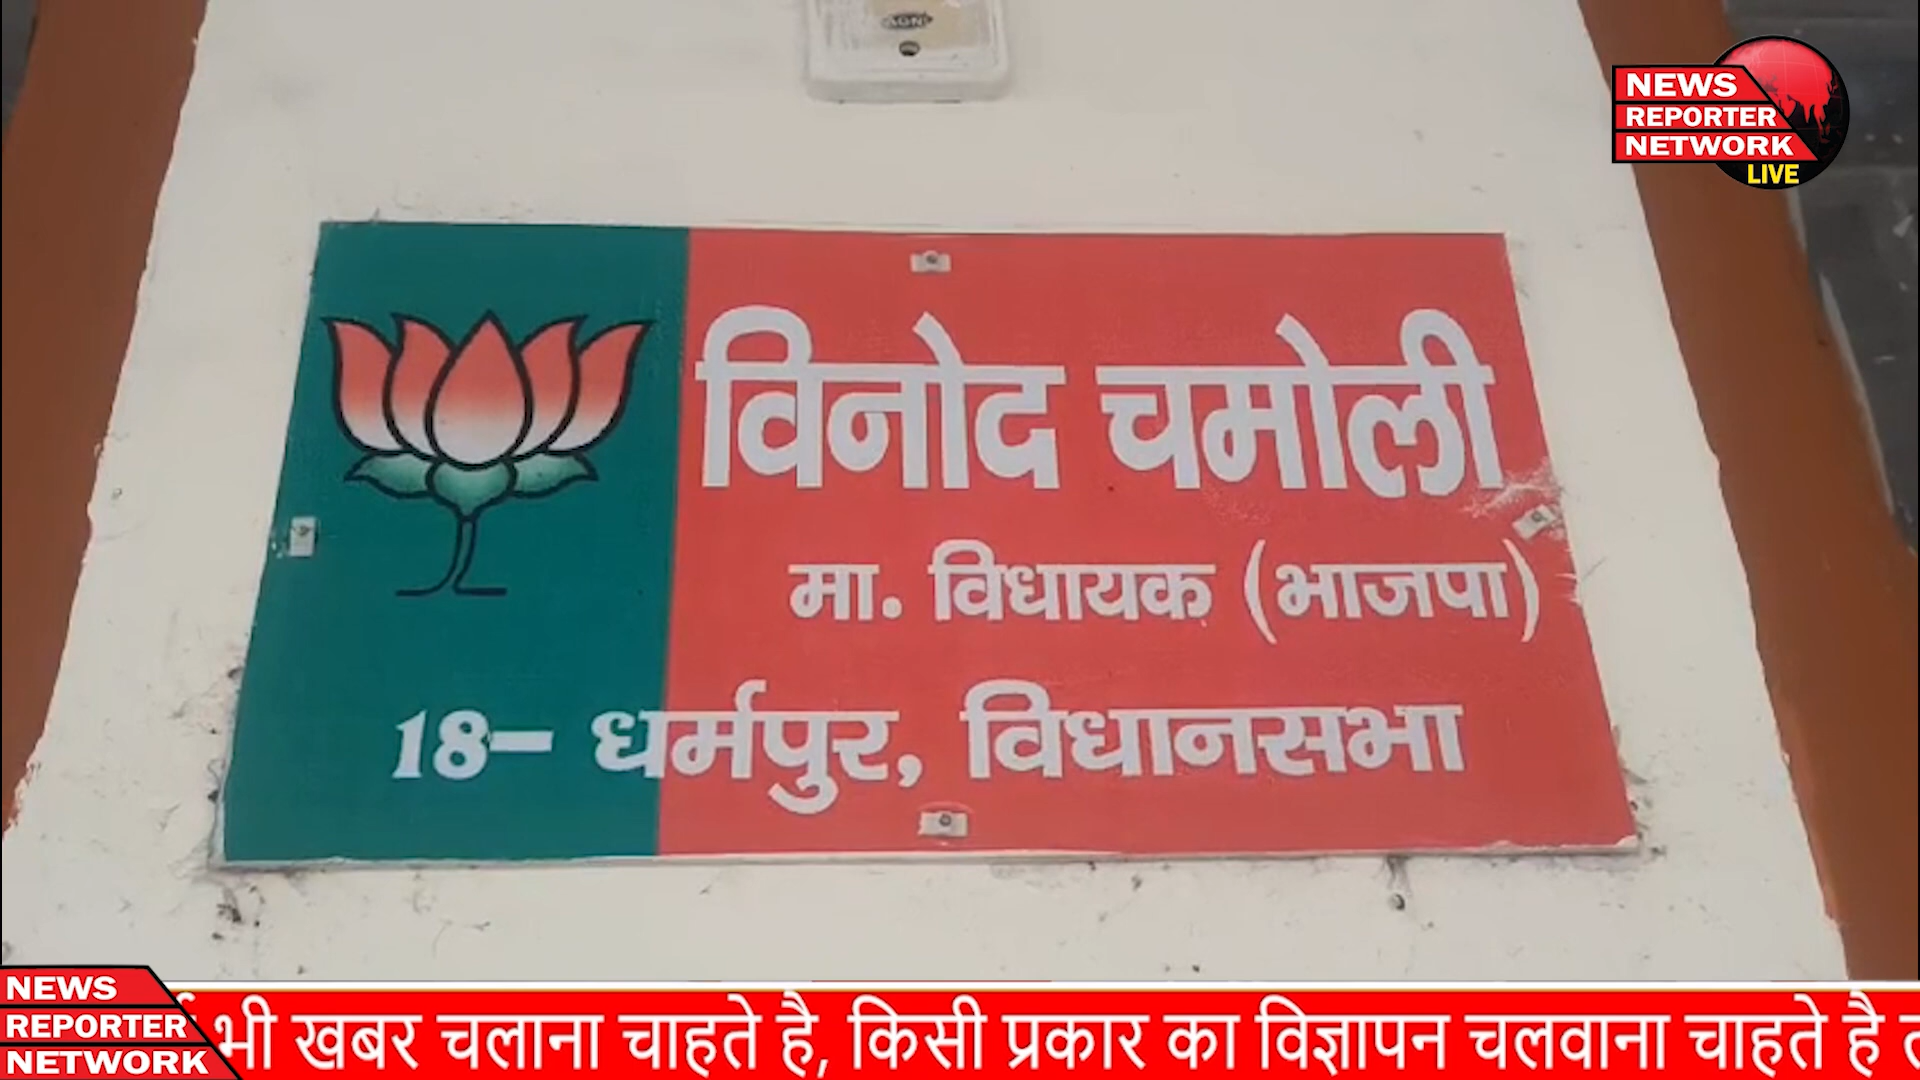 AGNI
NEWS
REPORTER
NETWORK
LIVE
विनोद चमोली
मा. विधायक (भाजपा)
18- धर्मपुर, विधानसभा
NEWS
REPORTER
NETWORK
भी खबर चलाना चाहते है, किसी प्रकार का विज्ञापन चलवाना चाहते है